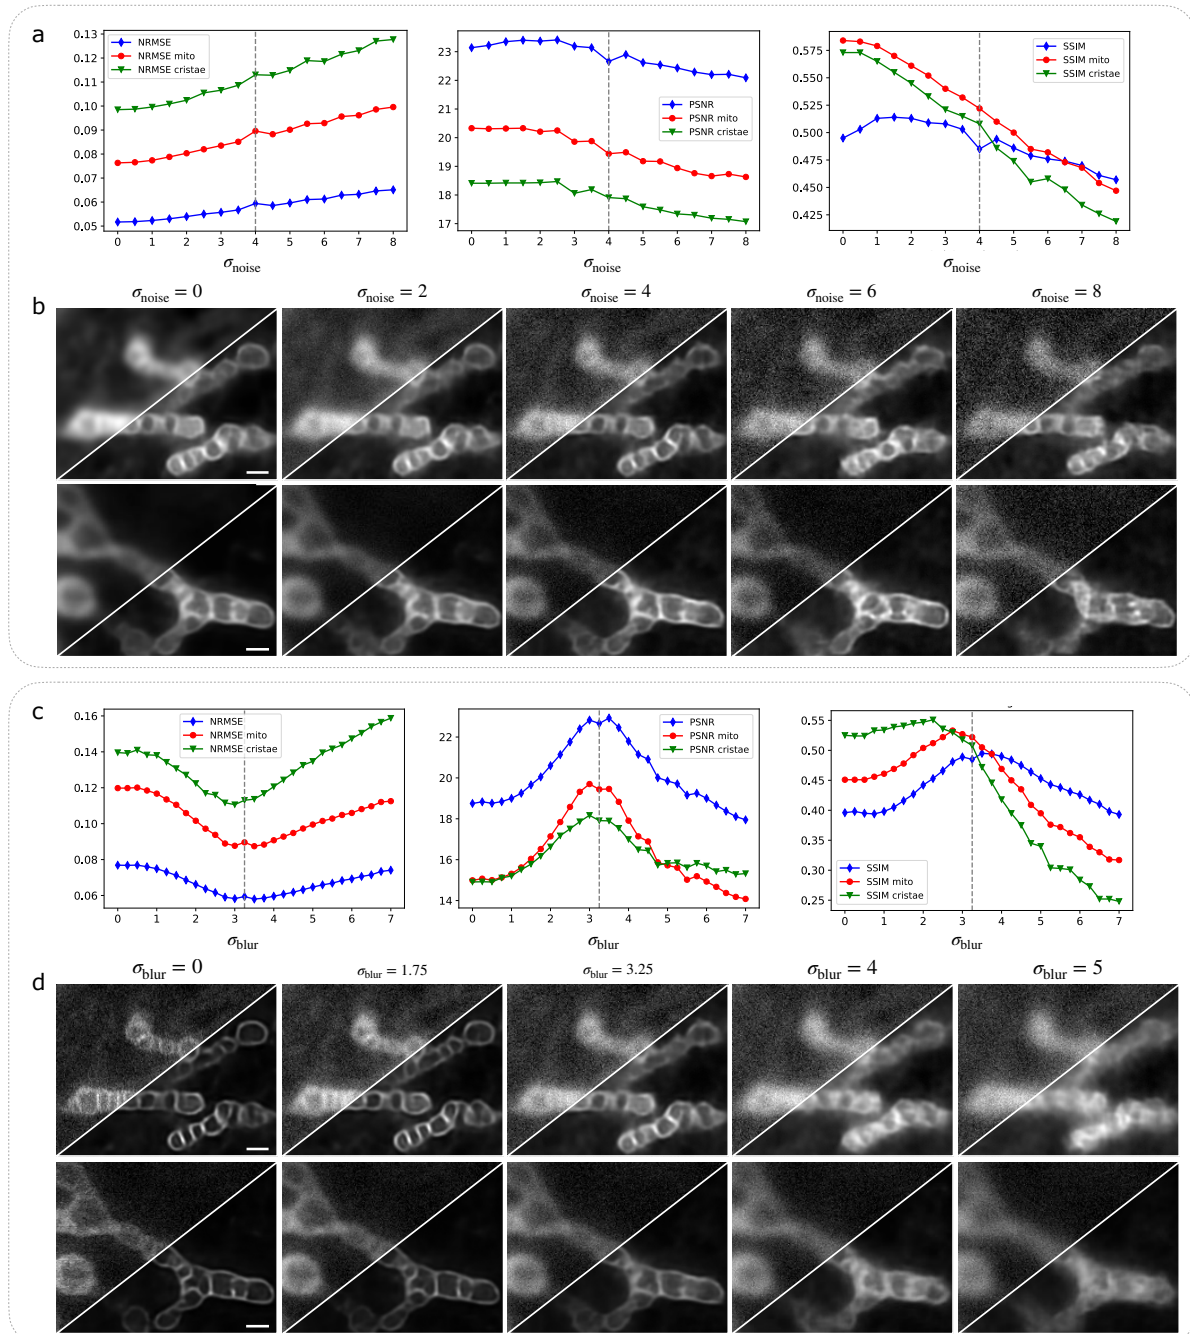 a
0.13
0.12
0.11
0.10
0.09
0.08
0.07
0.06
0.05
NRMSE
NRMSE mito
NRMSE cristae
0 1 2 3 4 5 6 7 8
σnoise
23
22
21
20
19
18
17
PSNR
PSNR mito
PSNR cristae
0 1 2 3 4 5 6 7 8
σnoise
0.575
0.550
0.525
0.500
0.475
0.450
0.425
SSIM
SSIM mito
SSIM cristae
0 1 2 3 4 5 6 7 8
σnoise
b
σnoise = 0
σnoise = 2
σnoise = 4
σnoise = 6
σnoise = 8
c
0.16
0.14
0.12
0.10
0.08
0.06
NRMSE
NRMSE mito
NRMSE cristae
0 1 2 3 4 5 6 7
σblur
22
20
18
16
14
PSNR
PSNR mito
PSNR cristae
0 1 2 3 4 5 6 7
σblur
0.55
0.50
0.45
0.40
0.35
0.30
0.25
SSIM
SSIM mito
SSIM cristae
0 1 2 3 4 5 6 7
σblur
d
σblur = 0
σblur = 1.75
σblur = 3.25
σblur = 4
σblur = 5